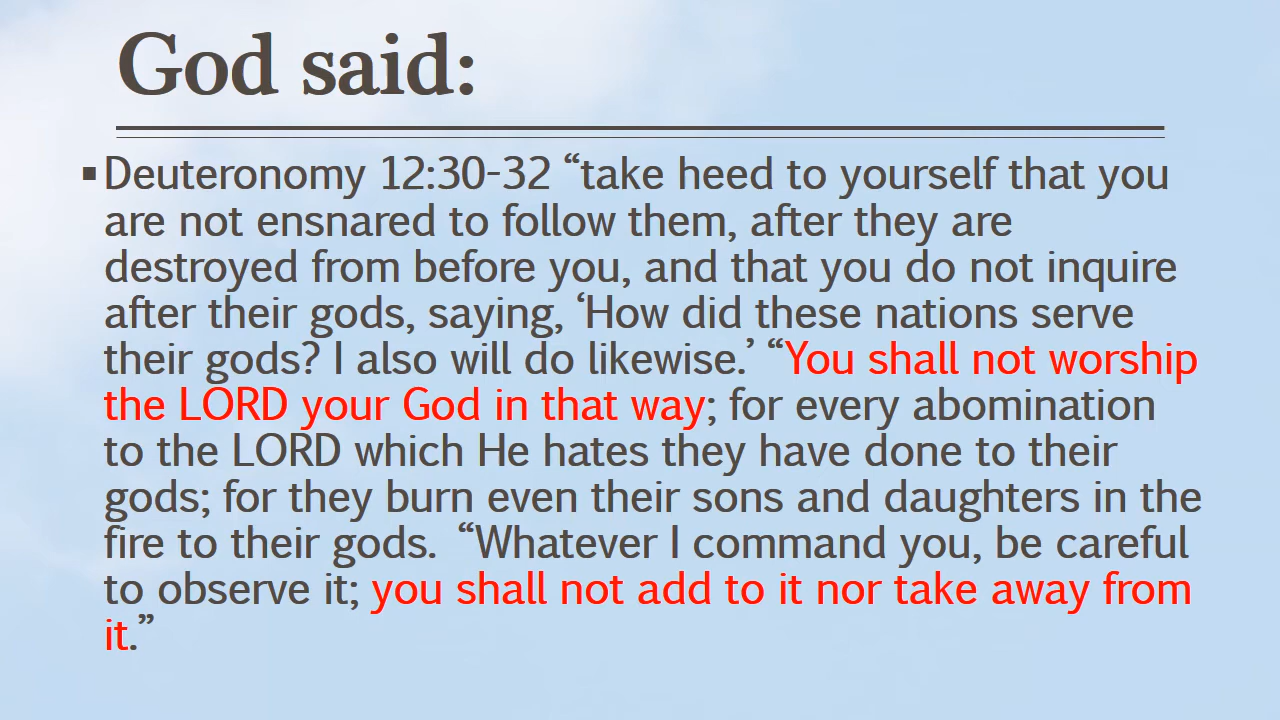 God said:
▪Deuteronomy 12:30-32 “take heed to yourself that you
are not ensnared to follow them, after they are
destroyed from before you, and that you do not inquire
after their gods, saying, ‘How did these nations serve
their gods? I also will do likewise.’ “You shall not worship
the LORD your God in that way; for every abomination
to the LORD which He hates they have done to their
gods; for they burn even their sons and daughters in the
fire to their gods.  “Whatever I command you, be careful
to observe it; you shall not add to it nor take away from
it.”